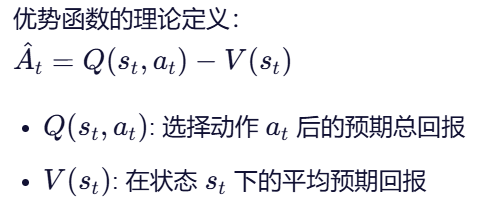 优势函数的理论定义：
Â_t = Q(s_t, a_t) − V(s_t)
• Q(s_t, a_t): 选择动作 a_t 后的预期总回报
• V(s_t): 在状态 s_t 下的平均预期回报